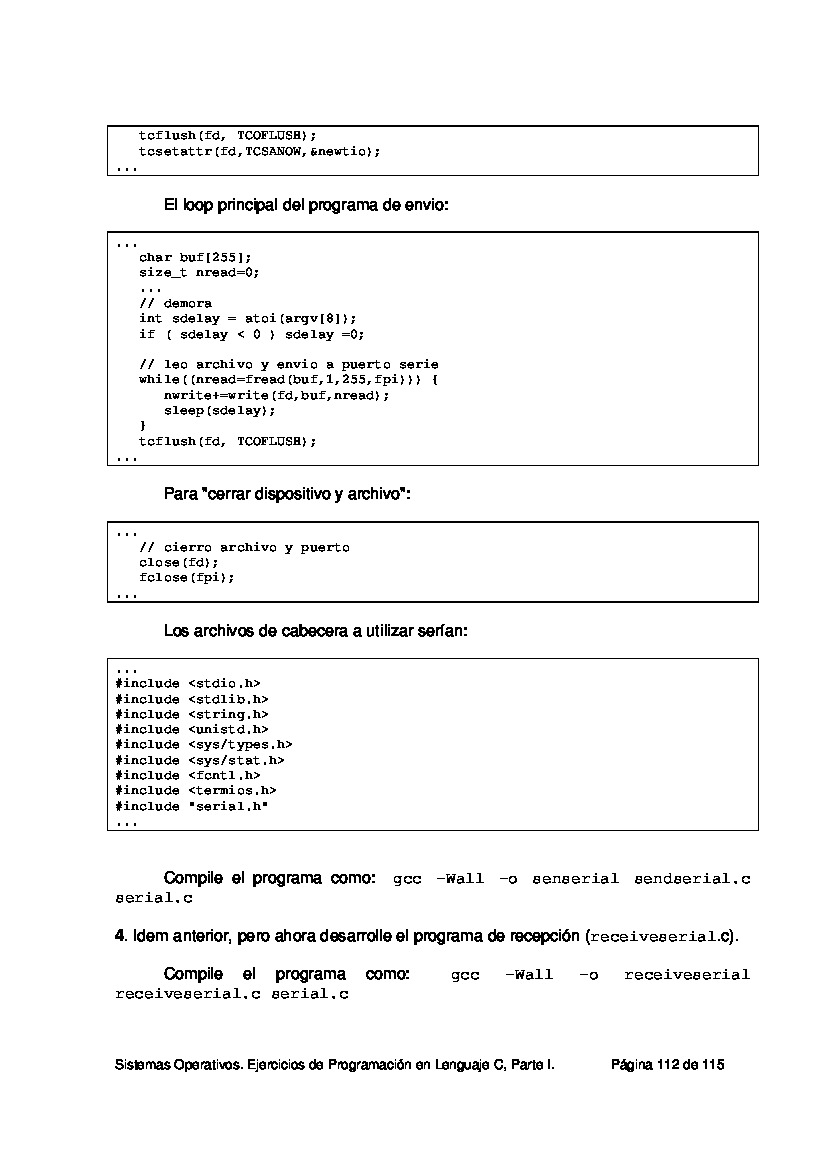 tcflush(fd, TCOFLUSH);
tcsetattr(fd,TCSANOW,&newtio);
...
El loop principal del programa de envio:
...
char buf[255];
size_t nread=0;
...
// demora
int sdelay = atoi(argv[8]);
if ( sdelay < 0 ) sdelay =0;
// leo archivo y envio a puerto serie
while((nread=fread(buf,1,255,fpi))) {
nwrite+=write(fd,buf,nread);
sleep(sdelay);
}
tcflush(fd, TCOFLUSH);
...
Para "cerrar dispositivo y archivo":
...
// cierro archivo y puerto
close(fd);
fclose(fpi);
...
Los archivos de cabecera a utilizar serían:
...
#include <stdio.h>
#include <stdlib.h>
#include <string.h>
#include <unistd.h>
#include <sys/types.h>
#include <sys/stat.h>
#include <fcntl.h>
#include <termios.h>
#include "serial.h"
...
Compile el programa como: gcc -Wall -o senserial sendserial.c
serial.c
4. Idem anterior, pero ahora desarrolle el programa de recepción (receiveserial.c).
Compile el programa como: gcc -Wall -o receiveserial
receiveserial.c serial.c
Sistemas Operativos. Ejercicios de Programación en Lenguaje C, Parte I. Página 112 de 115